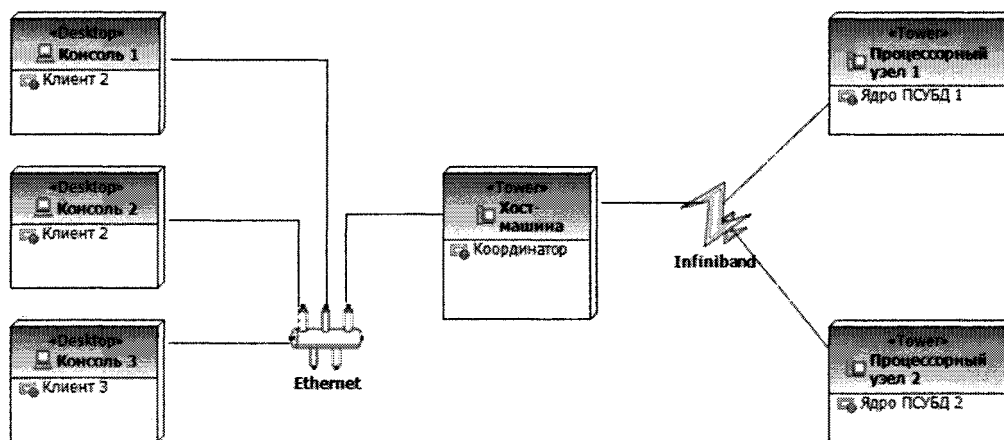 «Desktop»
Консоль 1
Клиент 2
«Desktop»
Консоль 2
Клиент 2
«Desktop»
Консоль 3
Клиент 3
Ethernet
«Tower»
Хост-
машина
Координатор
Infiniband
«Tower»
Процессорный
узел 1
Ядро ПСУБД 1
«Tower»
Процессорный
узел 2
Ядро ПСУБД 2